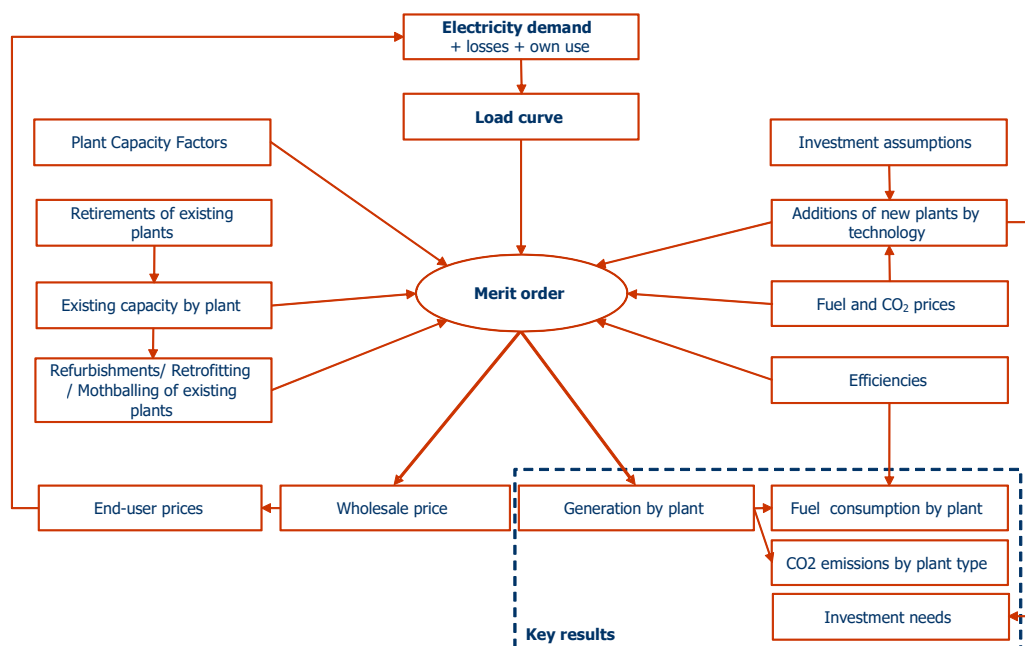 Electricity demand
+ losses + own use
Load curve
Plant Capacity Factors
Investment assumptions
Retirements of existing
plants
Additions of new plants by
technology
Existing capacity by plant
Merit order
Fuel and CO₂ prices
Refurbishments/ Retrofitting
/ Mothballing of existing
plants
Efficiencies
End-user prices
Wholesale price
Generation by plant
Fuel consumption by plant
CO2 emissions by plant type
Investment needs
Key results